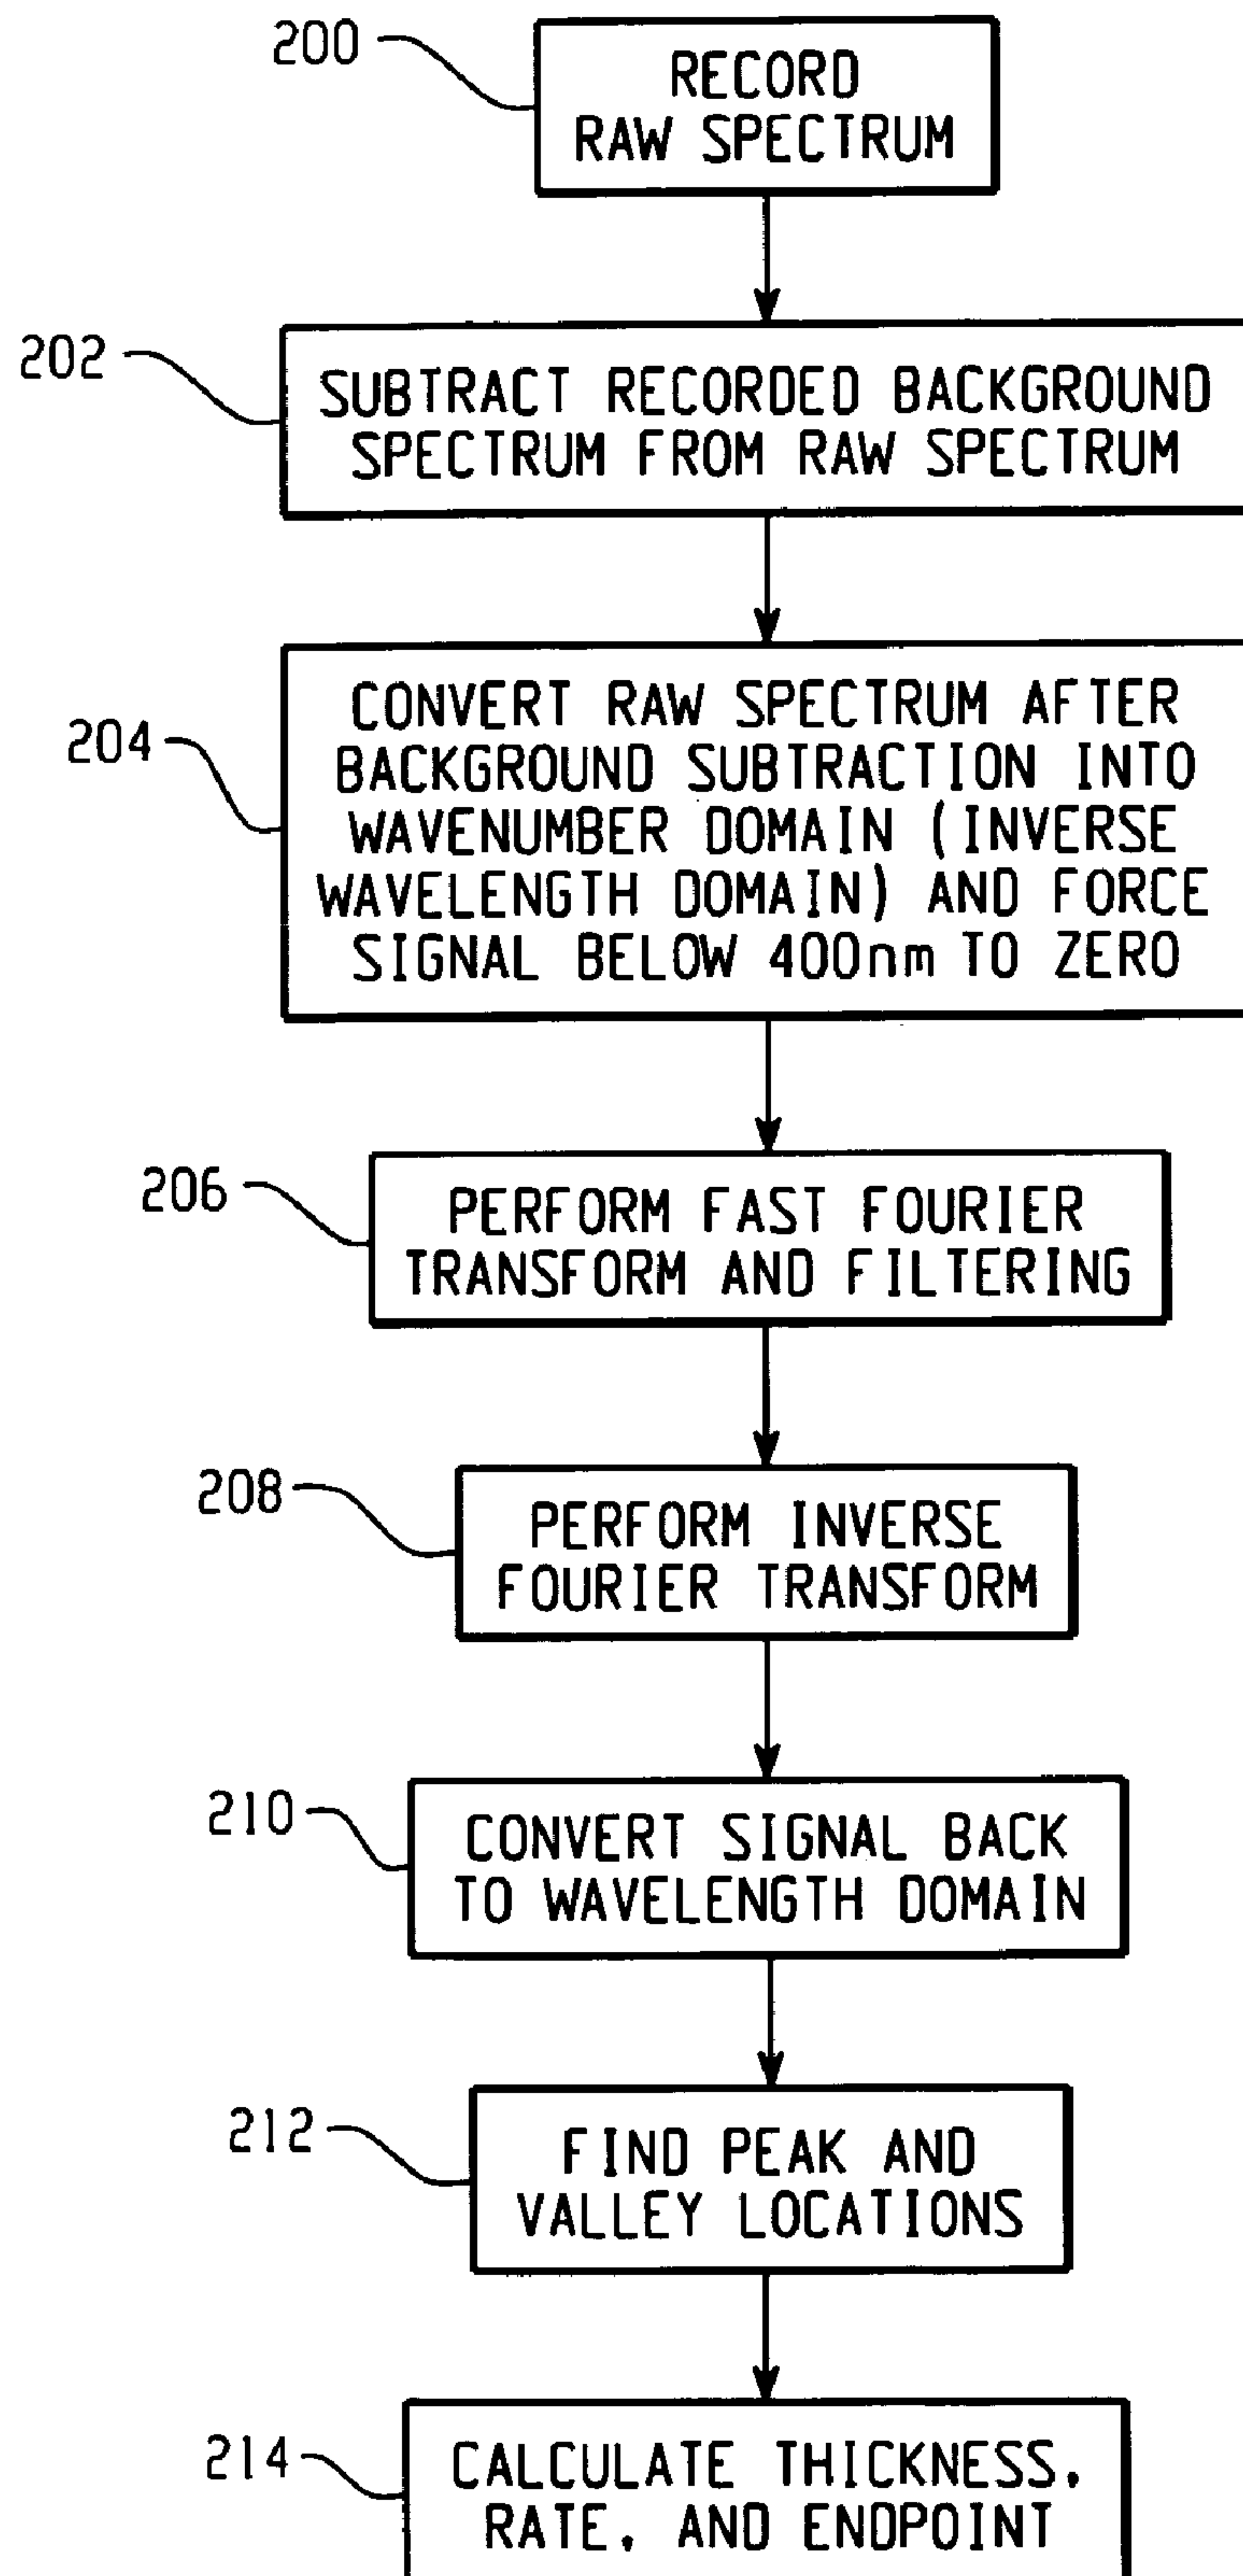 200
RECORD
RAW SPECTRUM
202
SUBTRACT RECORDED BACKGROUND
SPECTRUM FROM RAW SPECTRUM
204
CONVERT RAW SPECTRUM AFTER
BACKGROUND SUBTRACTION INTO
WAVENUMBER DOMAIN (INVERSE
WAVELENGTH DOMAIN) AND FORCE
SIGNAL BELOW 400nm TO ZERO
206
PERFORM FAST FOURIER
TRANSFORM AND FILTERING
208
PERFORM INVERSE
FOURIER TRANSFORM
210
CONVERT SIGNAL BACK
TO WAVELENGTH DOMAIN
212
FIND PEAK AND
VALLEY LOCATIONS
214
CALCULATE THICKNESS,
RATE, AND ENDPOINT